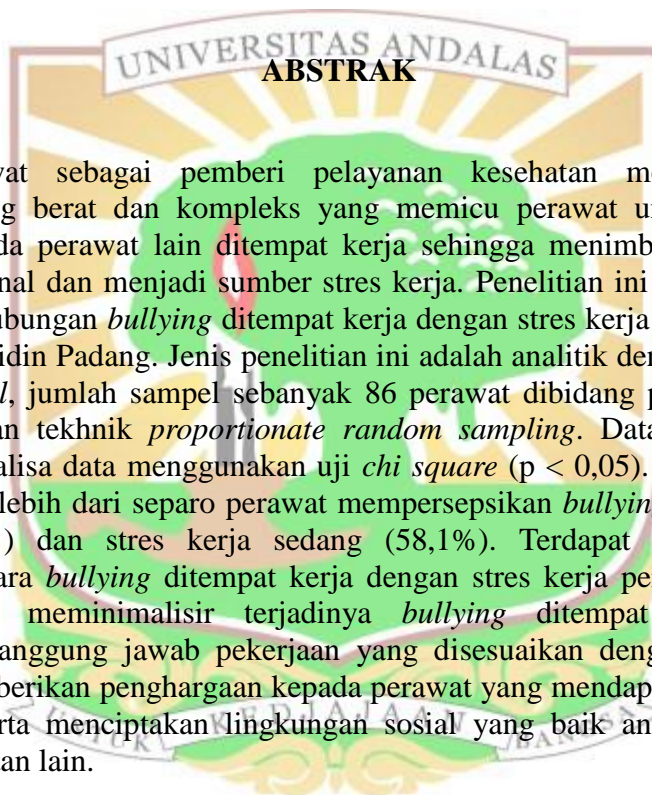 UNIVERSITAS ANDALAS
ABSTRAK
wat sebagai pemberi pelayanan kesehatan me
g berat dan kompleks yang memicu perawat u
da perawat lain ditempat kerja sehingga menimb
nal dan menjadi sumber stres kerja. Penelitian ini
ubungan bullying ditempat kerja dengan stres kerja
idin Padang. Jenis penelitian ini adalah analitik de
l, jumlah sampel sebanyak 86 perawat dibidang p
an tekhnik proportionate random sampling. Data
alisa data menggunakan uji chi square (p < 0,05).
lebih dari separo perawat mempersepsikan bullyin
) dan stres kerja sedang (58,1%). Terdapat
ara bullying ditempat kerja dengan stres kerja pe
meminimalisir terjadinya bullying ditempat
anggung jawab pekerjaan yang disesuaikan deng
berikan penghargaan kepada perawat yang mendap
rta menciptakan lingkungan sosial yang baik an
an lain.
UNTUK KEDJAJAAN BANGSA